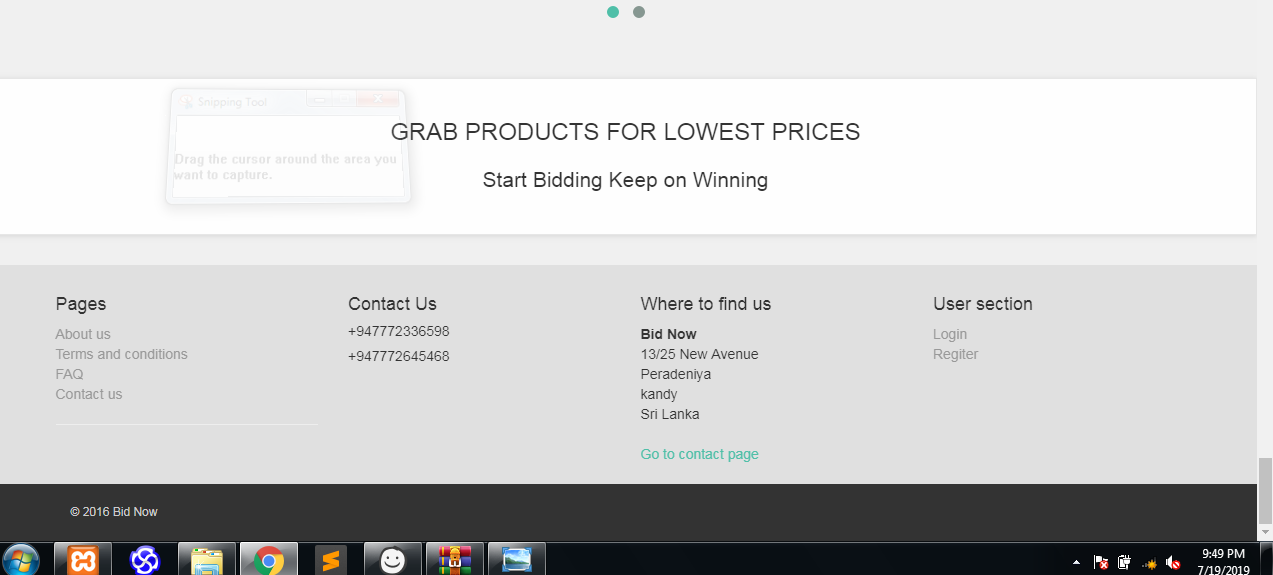 Snipping Tool
Drag the cursor around the area you
want to capture.
GRAB PRODUCTS FOR LOWEST PRICES
Start Bidding Keep on Winning
Pages
About us
Terms and conditions
FAQ
Contact us
Contact Us
+947772336598
+947772645468
Where to find us
Bid Now
13/25 New Avenue
Peradeniya
kandy
Sri Lanka
Go to contact page
User section
Login
Regiter
© 2016 Bid Now
9:49 PM
7/19/2019